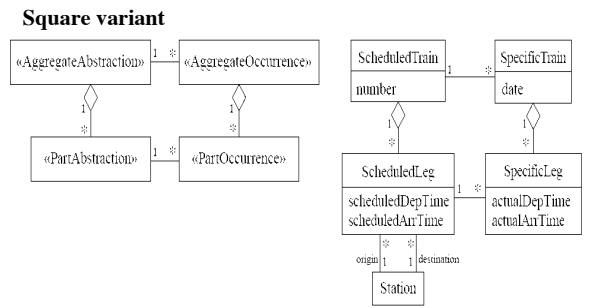 Square variant
«AggregateAbstraction» 1 * «AggregateOccurrence»
1 1
* *
«PartAbstraction» 1 * «PartOccurrence»
ScheduledTrain 1 * SpecificTrain
number date
1 1
* *
ScheduledLeg 1 * SpecificLeg
scheduledDepTime actualDepTime
scheduledArrTime actualArrTime
* *
origin 1 1 destination
Station